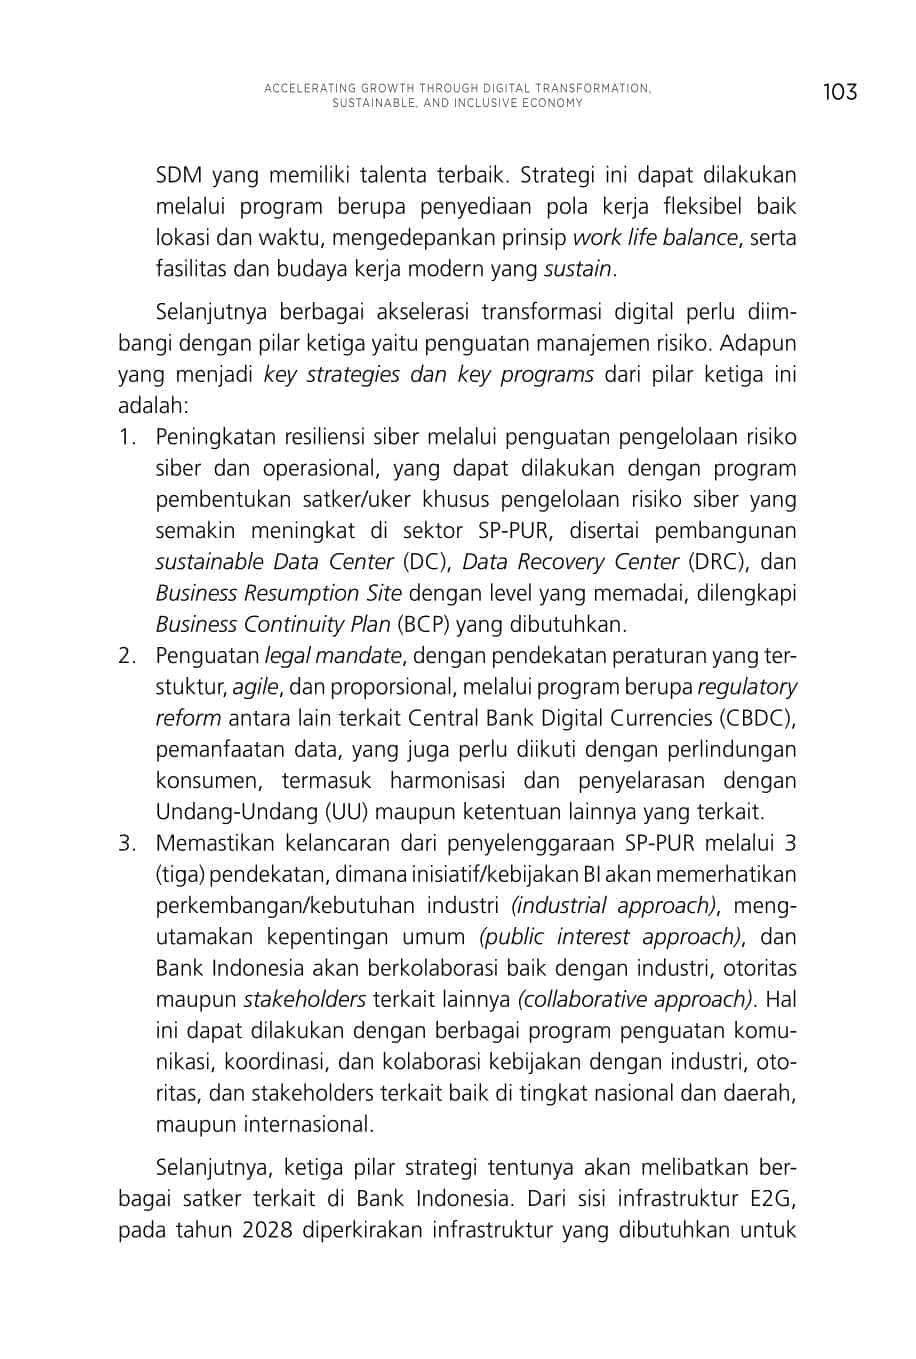 ACCELERATING GROWTH THROUGH DIGITAL TRANSFORMATION,
SUSTAINABLE, AND INCLUSIVE ECONOMY
103
SDM yang memiliki talenta terbaik. Strategi ini dapat dilakukan
melalui program berupa penyediaan pola kerja fleksibel baik
lokasi dan waktu, mengedepankan prinsip work life balance, serta
fasilitas dan budaya kerja modern yang sustain.
Selanjutnya berbagai akselerasi transformasi digital perlu diim-
bangi dengan pilar ketiga yaitu penguatan manajemen risiko. Adapun
yang menjadi key strategies dan key programs dari pilar ketiga ini
adalah:
1. Peningkatan resiliensi siber melalui penguatan pengelolaan risiko
siber dan operasional, yang dapat dilakukan dengan program
pembentukan satker/uker khusus pengelolaan risiko siber yang
semakin meningkat di sektor SP-PUR, disertai pembangunan
sustainable Data Center (DC), Data Recovery Center (DRC), dan
Business Resumption Site dengan level yang memadai, dilengkapi
Business Continuity Plan (BCP) yang dibutuhkan.
2. Penguatan legal mandate, dengan pendekatan peraturan yang ter-
stuktur, agile, dan proporsional, melalui program berupa regulatory
reform antara lain terkait Central Bank Digital Currencies (CBDC),
pemanfaatan data, yang juga perlu diikuti dengan perlindungan
konsumen, termasuk harmonisasi dan penyelarasan dengan
Undang-Undang (UU) maupun ketentuan lainnya yang terkait.
3. Memastikan kelancaran dari penyelenggaraan SP-PUR melalui 3
(tiga) pendekatan, dimana inisiatif/kebijakan BI akan memerhatikan
perkembangan/kebutuhan industri (industrial approach), meng-
utamakan kepentingan umum (public interest approach), dan
Bank Indonesia akan berkolaborasi baik dengan industri, otoritas
maupun stakeholders terkait lainnya (collaborative approach). Hal
ini dapat dilakukan dengan berbagai program penguatan komu-
nikasi, koordinasi, dan kolaborasi kebijakan dengan industri, oto-
ritas, dan stakeholders terkait baik di tingkat nasional dan daerah,
maupun internasional.
Selanjutnya, ketiga pilar strategi tentunya akan melibatkan ber-
bagai satker terkait di Bank Indonesia. Dari sisi infrastruktur E2G,
pada tahun 2028 diperkirakan infrastruktur yang dibutuhkan untuk